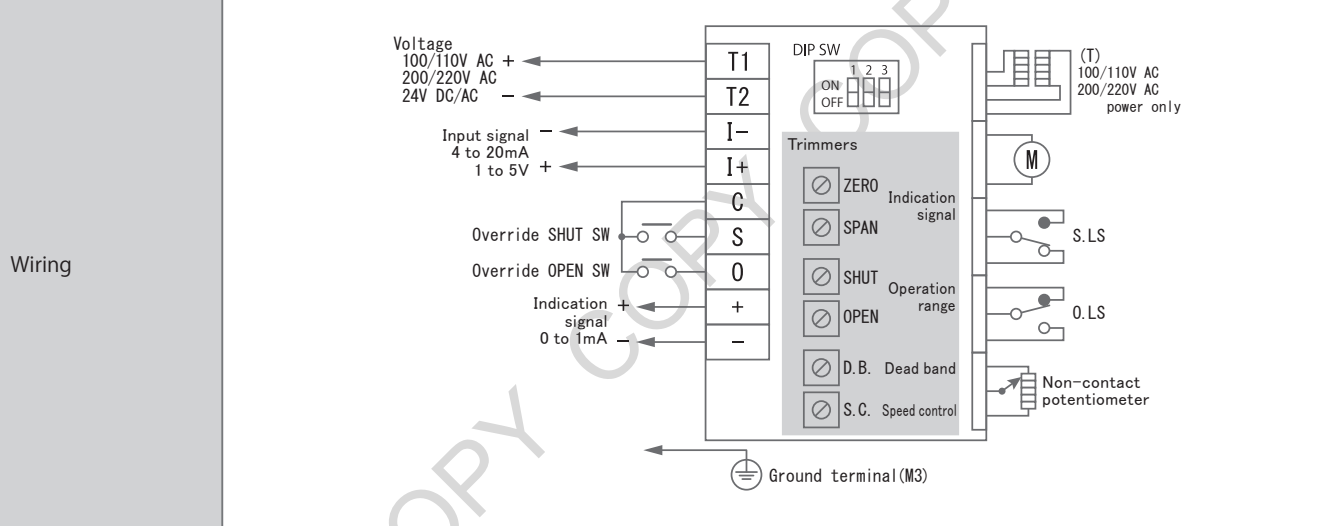 Wiring
Voltage
100/110V AC +
200/220V AC
24V DC/AC −
Input signal −
4 to 20mA
1 to 5V +
Override SHUT SW
Override OPEN SW
Indication +
signal
0 to 1mA −
T1
T2
I−
I+
C
S
O
+
−
DIP SW
1 2 3
ON
OFF
Trimmers
ZERO
SPAN
Indication
signal
SHUT
OPEN
Operation
range
D.B. Dead band
S.C. Speed control
(T)
100/110V AC
200/220V AC
power only
M
S.LS
O.LS
Non-contact
potentiometer
Ground terminal(M3)
COPY COPY COPY